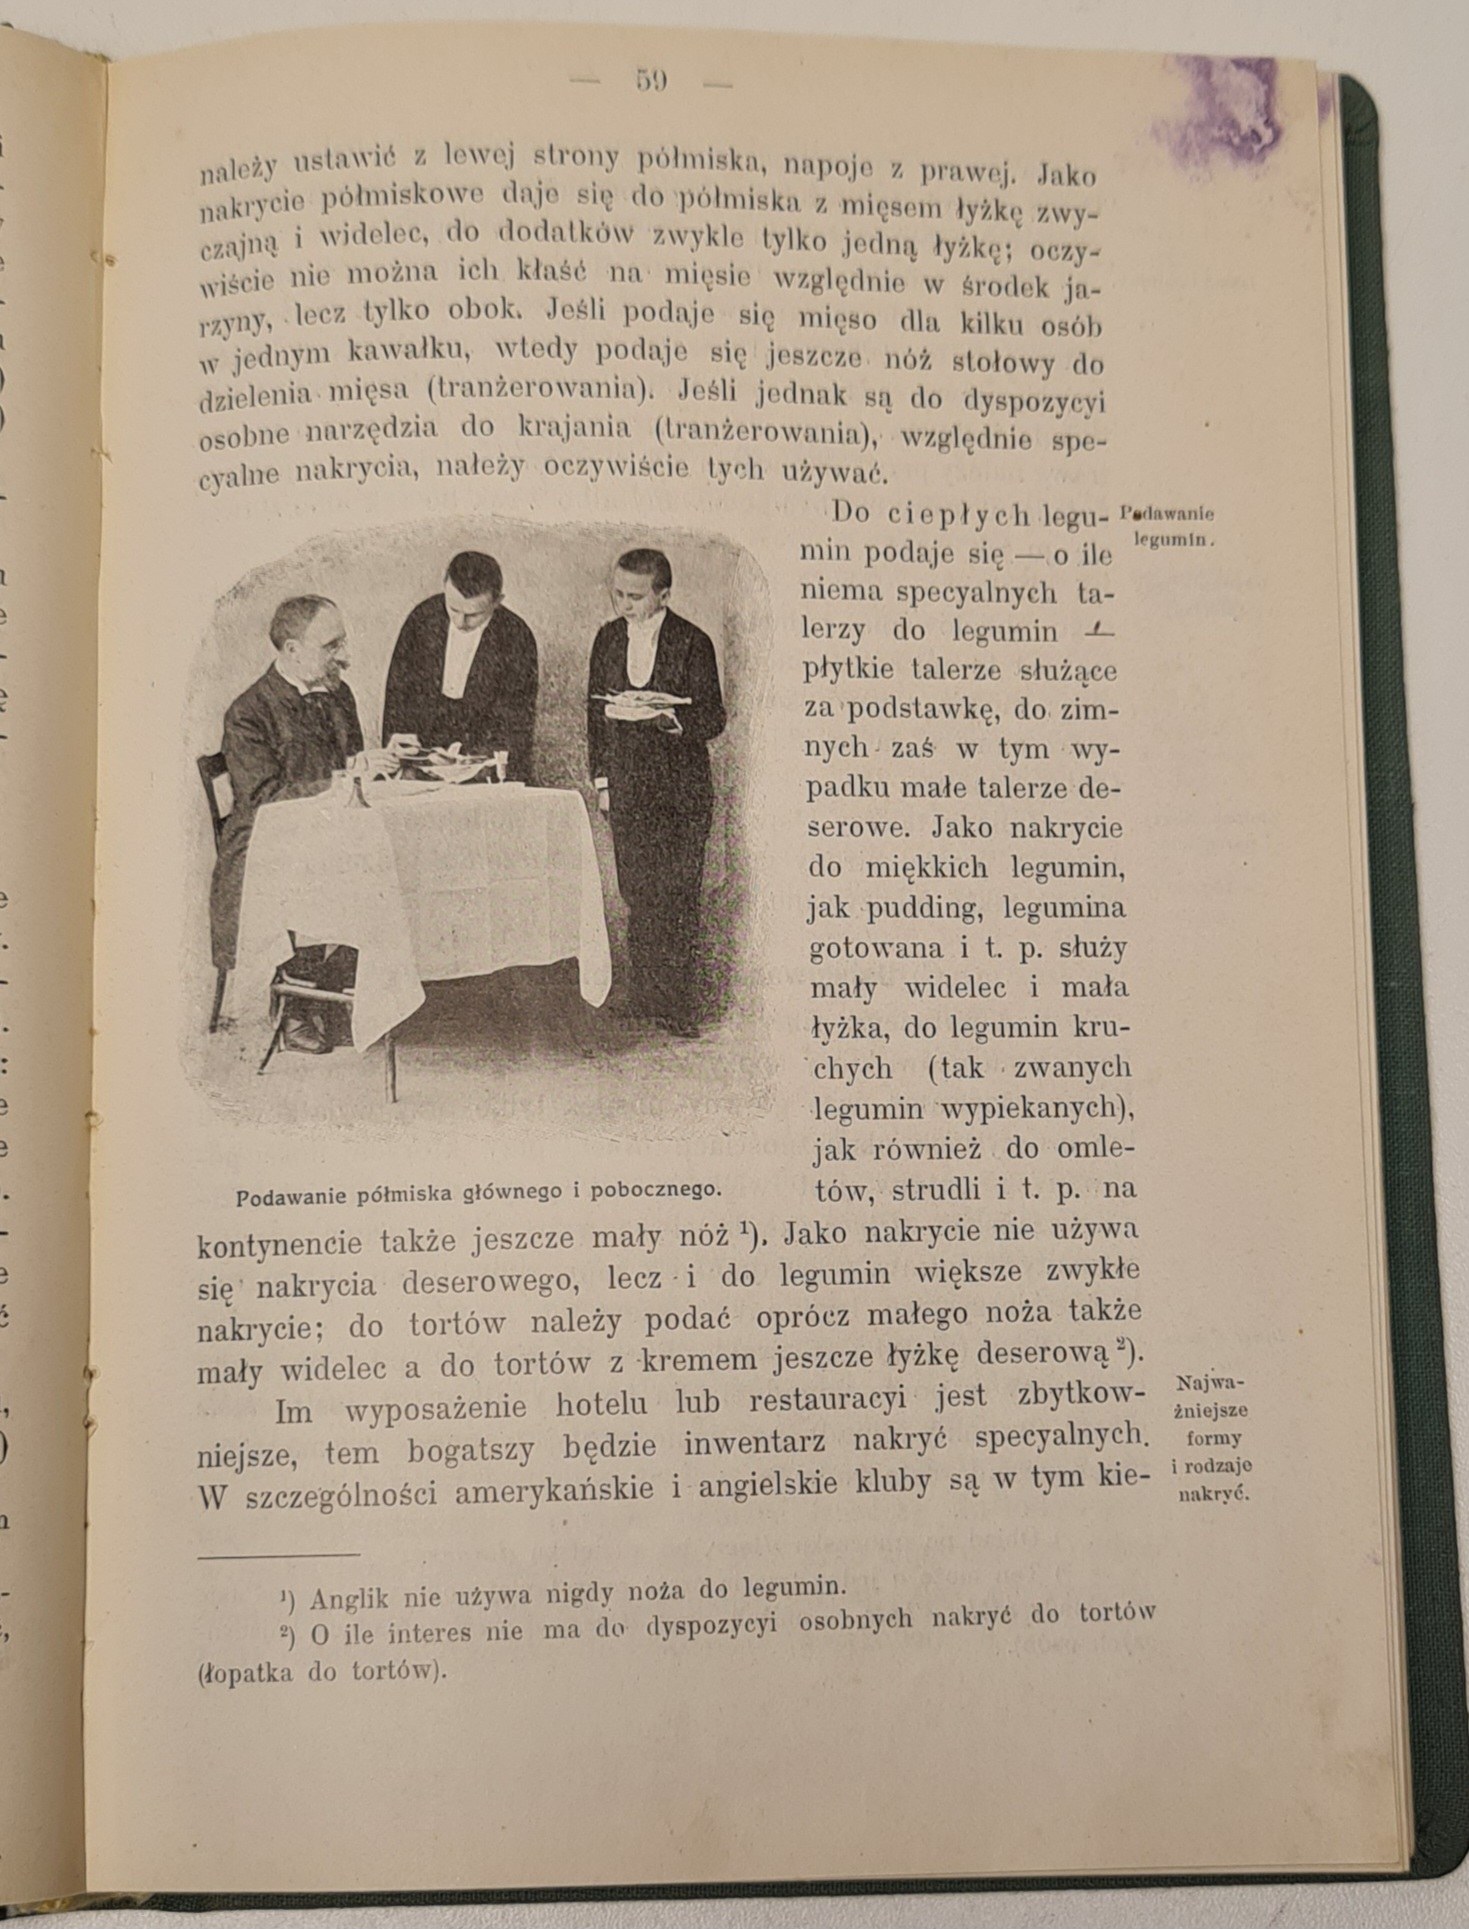 — 59 —
należy ustawić z lewej strony półmiska, napoje z prawej. Jako
nakrycie półmiskowe daje się do półmiska z mięsem łyżkę zwy-
czajną i widelec, do dodatków zwykle tylko jedną łyżkę; oczy-
wiście nie można ich kłaść na mięsie względnie w środek ja-
rzyny, lecz tylko obok. Jeśli podaje się mięso dla kilku osób
w jednym kawałku, wtedy podaje się jeszcze nóż stołowy do
dzielenia mięsa (tranżerowania). Jeśli jednak są do dyspozycyi
osobne narzędzia do krajania (tranżerowania), względnie spe-
cyalne nakrycia, należy oczywiście tych używać.
Do ciepłych legu-
Podawanie
legumin.
min podaje się — o ile
niema specyalnych ta-
lerzy do legumin —
płytkie talerze służące
za podstawkę, do zim-
nych zaś w tym wy-
padku małe talerze de-
serowe. Jako nakrycie
do miękkich legumin,
jak pudding, legumina
gotowana i t. p. służy
mały widelec i mała
łyżka, do legumin kru-
chych (tak zwanych
legumin wypiekanych),
jak również do omle-
tów, strudli i t. p. na
Podawanie półmiska głównego i pobocznego.
kontynencie także jeszcze mały nóż ¹). Jako nakrycie nie używa
się nakrycia deserowego, lecz i do legumin większe zwykłe
nakrycie; do tortów należy podać oprócz małego noża także
mały widelec a do tortów z kremem jeszcze łyżkę deserową ²).
Im wyposażenie hotelu lub restauracyi jest zbytkow-
niejsze, tem bogatszy będzie inwentarz nakryć specyalnych.
W szczególności amerykańskie i angielskie kluby są w tym kie-
Najwa-
żniejsze
formy
i rodzaje
nakryć.
¹) Anglik nie używa nigdy noża do legumin.
²) O ile interes nie ma do dyspozycyi osobnych nakryć do tortów
(łopatka do tortów).